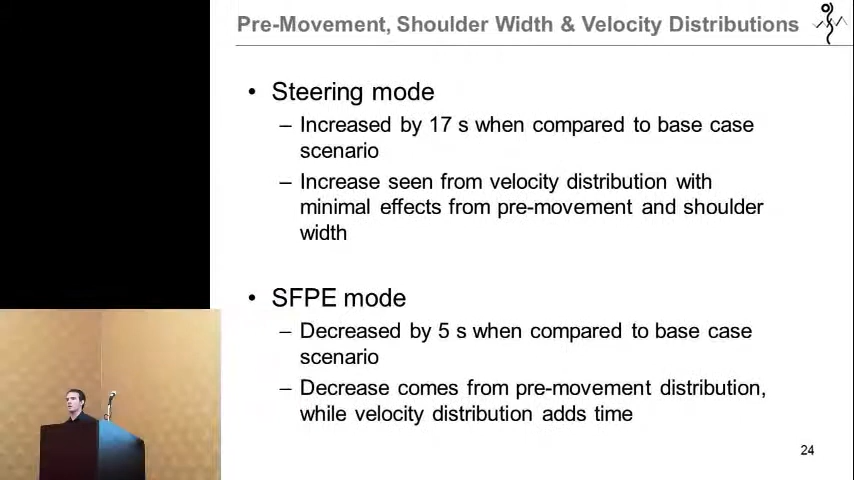 Pre-Movement, Shoulder Width & Velocity Distributions
• Steering mode
– Increased by 17 s when compared to base case
scenario
– Increase seen from velocity distribution with
minimal effects from pre-movement and shoulder
width
• SFPE mode
– Decreased by 5 s when compared to base case
scenario
– Decrease comes from pre-movement distribution,
while velocity distribution adds time
24